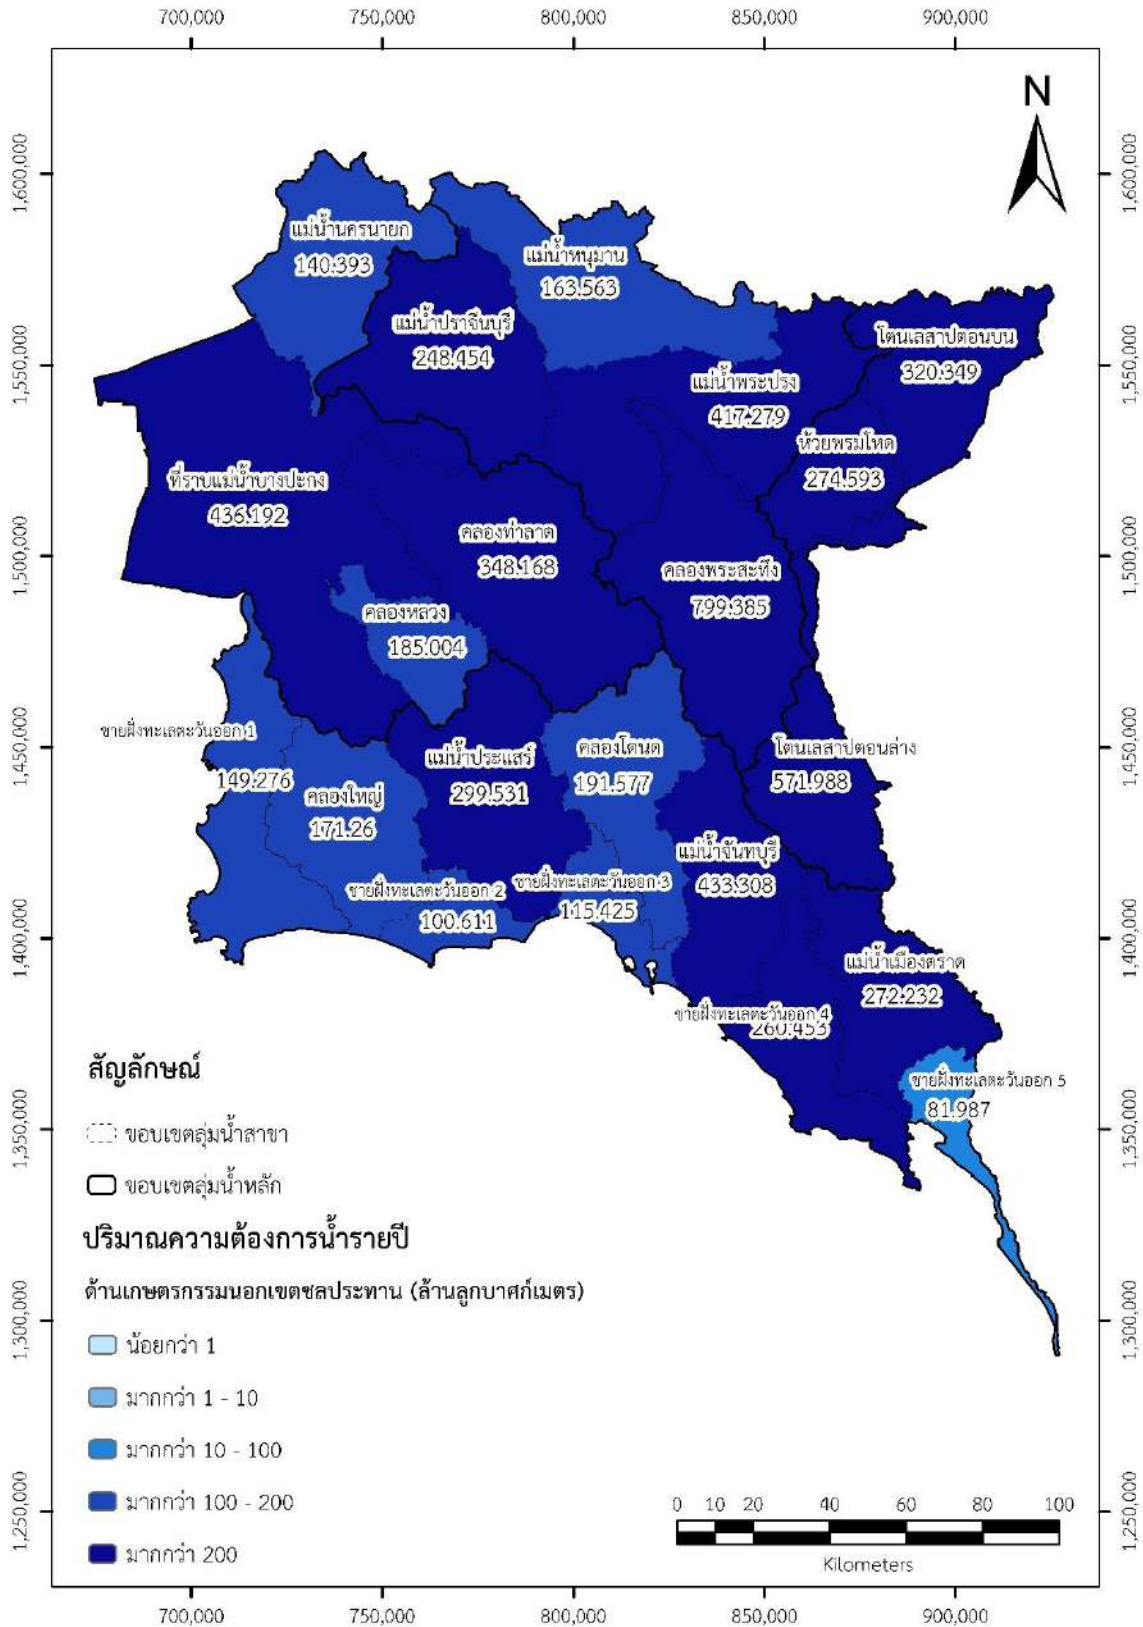 700,000 750,000 800,000 850,000 900,000
N
1,600,000 1,600,000
แม่น้ำนครนายก
140.393
แม่น้ำหนุมาน
163.563
แม่น้ำปราจีนบุรี
248.454
โตนเลสาปตอนบน
320.349
1,550,000 1,550,000
แม่น้ำพระปรง
417.279
ห้วยพรมโหด
274.593
ที่ราบแม่น้ำบางปะกง
436.192
คลองท่าลาด
348.168
1,500,000 1,500,000
คลองพระสะทึง
799.385
คลองหลวง
185.004
ชายฝั่งทะเลตะวันออก 1
149.276
1,450,000 1,450,000
แม่น้ำประแสร์
299.531
คลองโตนด
191.577
โตนเลสาปตอนล่าง
571.988
คลองใหญ่
171.26
แม่น้ำจันทบุรี
433.308
ชายฝั่งทะเลตะวันออก 2
100.611
ชายฝั่งทะเลตะวันออก 3
115.425
1,400,000 1,400,000
แม่น้ำเมืองตราด
272.232
ชายฝั่งทะเลตะวันออก 4
260.453
ชายฝั่งทะเลตะวันออก 5
81.987
สัญลักษณ์
ขอบเขตลุ่มน้ำสาขา
1,350,000 1,350,000
ขอบเขตลุ่มน้ำหลัก
ปริมาณความต้องการน้ำรายปี
ด้านเกษตรกรรมนอกเขตชลประทาน (ล้านลูกบาศก์เมตร)
1,300,000 1,300,000
น้อยกว่า 1
มากกว่า 1 - 10
มากกว่า 10 - 100
มากกว่า 100 - 200
มากกว่า 200
1,250,000 1,250,000
0 10 20 40 60 80 100
Kilometers
700,000 750,000 800,000 850,000 900,000